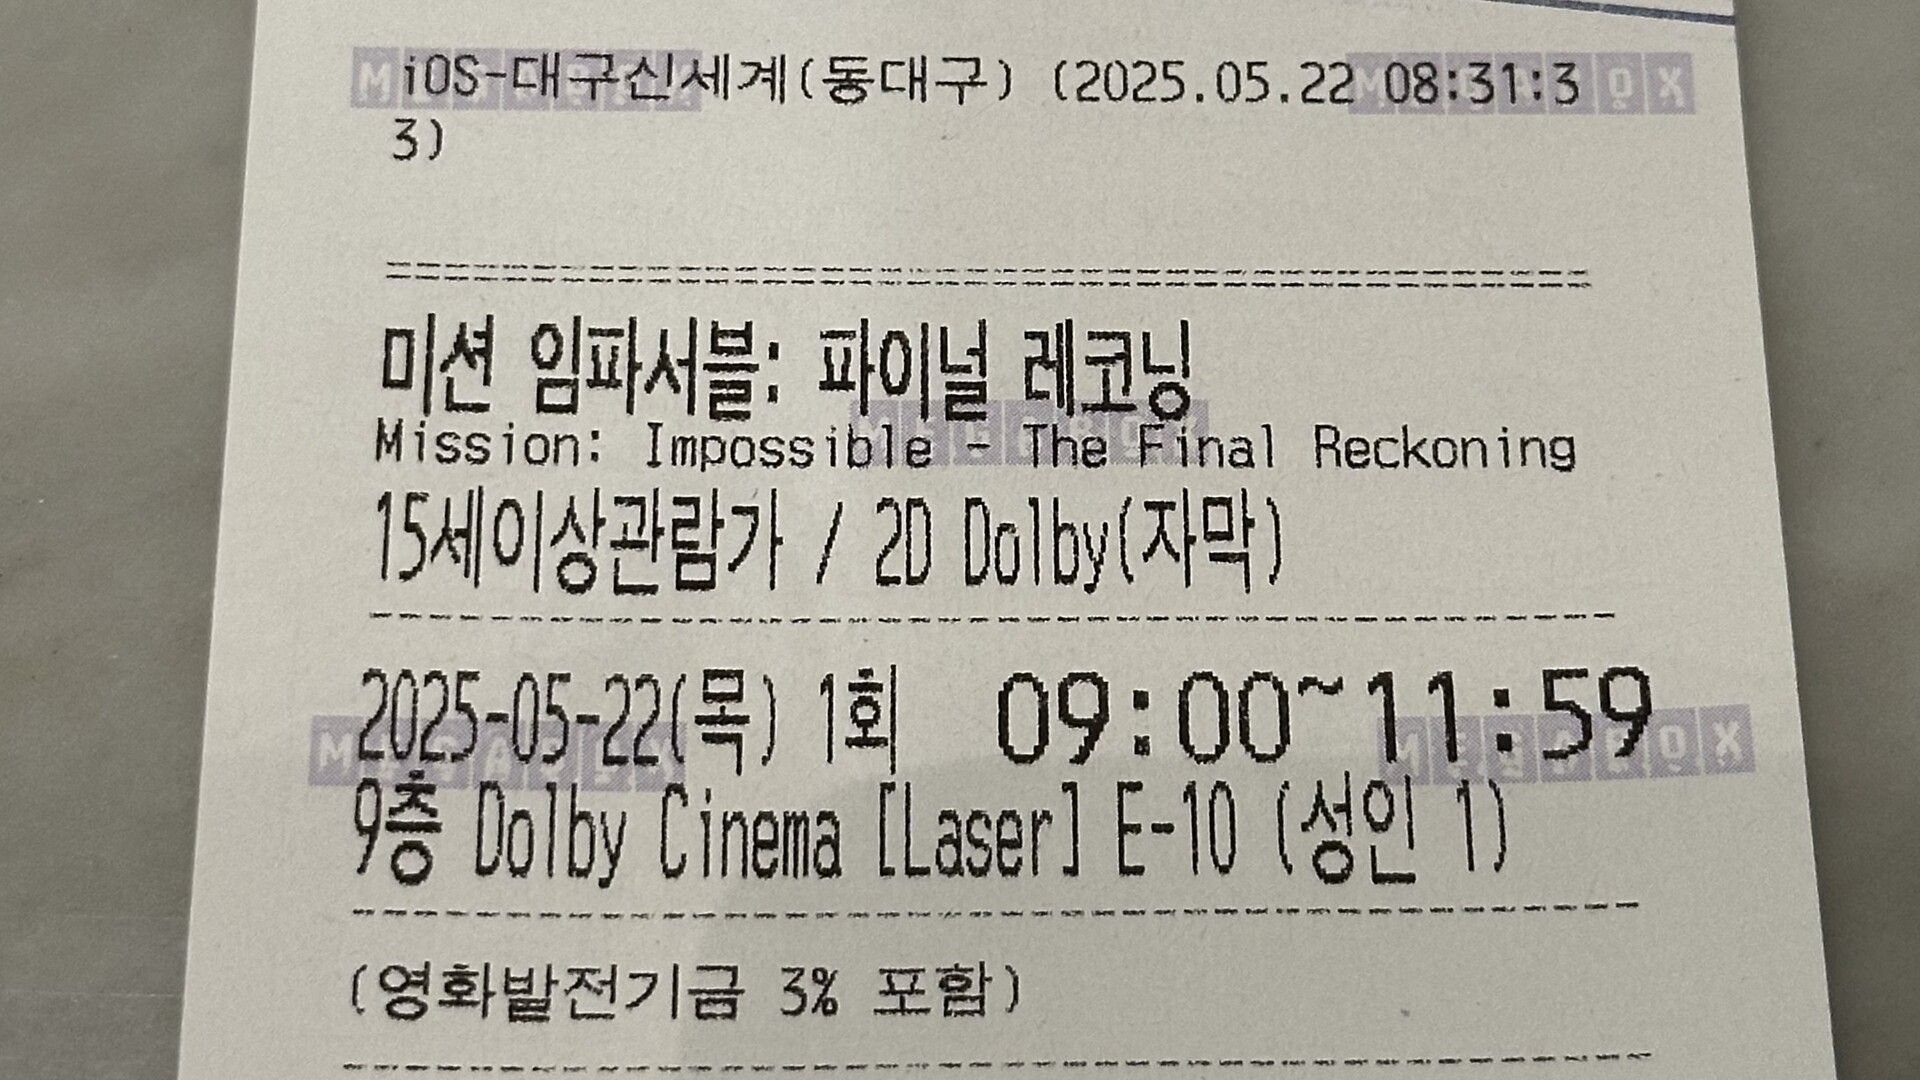 iOS-대구신세계(동대구) (2025.05.22 08:31:3
3)
미션 임파서블: 파이널 레코닝
Mission: Impossible - The Final Reckoning
15세이상관람가 / 2D Dolby(자막)
2025-05-22(목) 1회 09:00~11:59
9층 Dolby Cinema [Laser] E-10 (성인 1)
(영화발전기금 3% 포함)